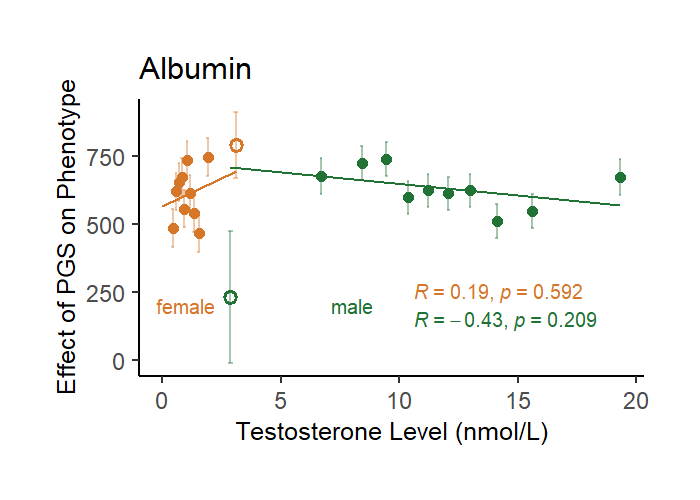 Albumin
Effect of PGS on Phenotype
750
500
250
0
female
male
R = 0.19, p = 0.592
R = −0.43, p = 0.209
0 5 10 15 20
Testosterone Level (nmol/L)